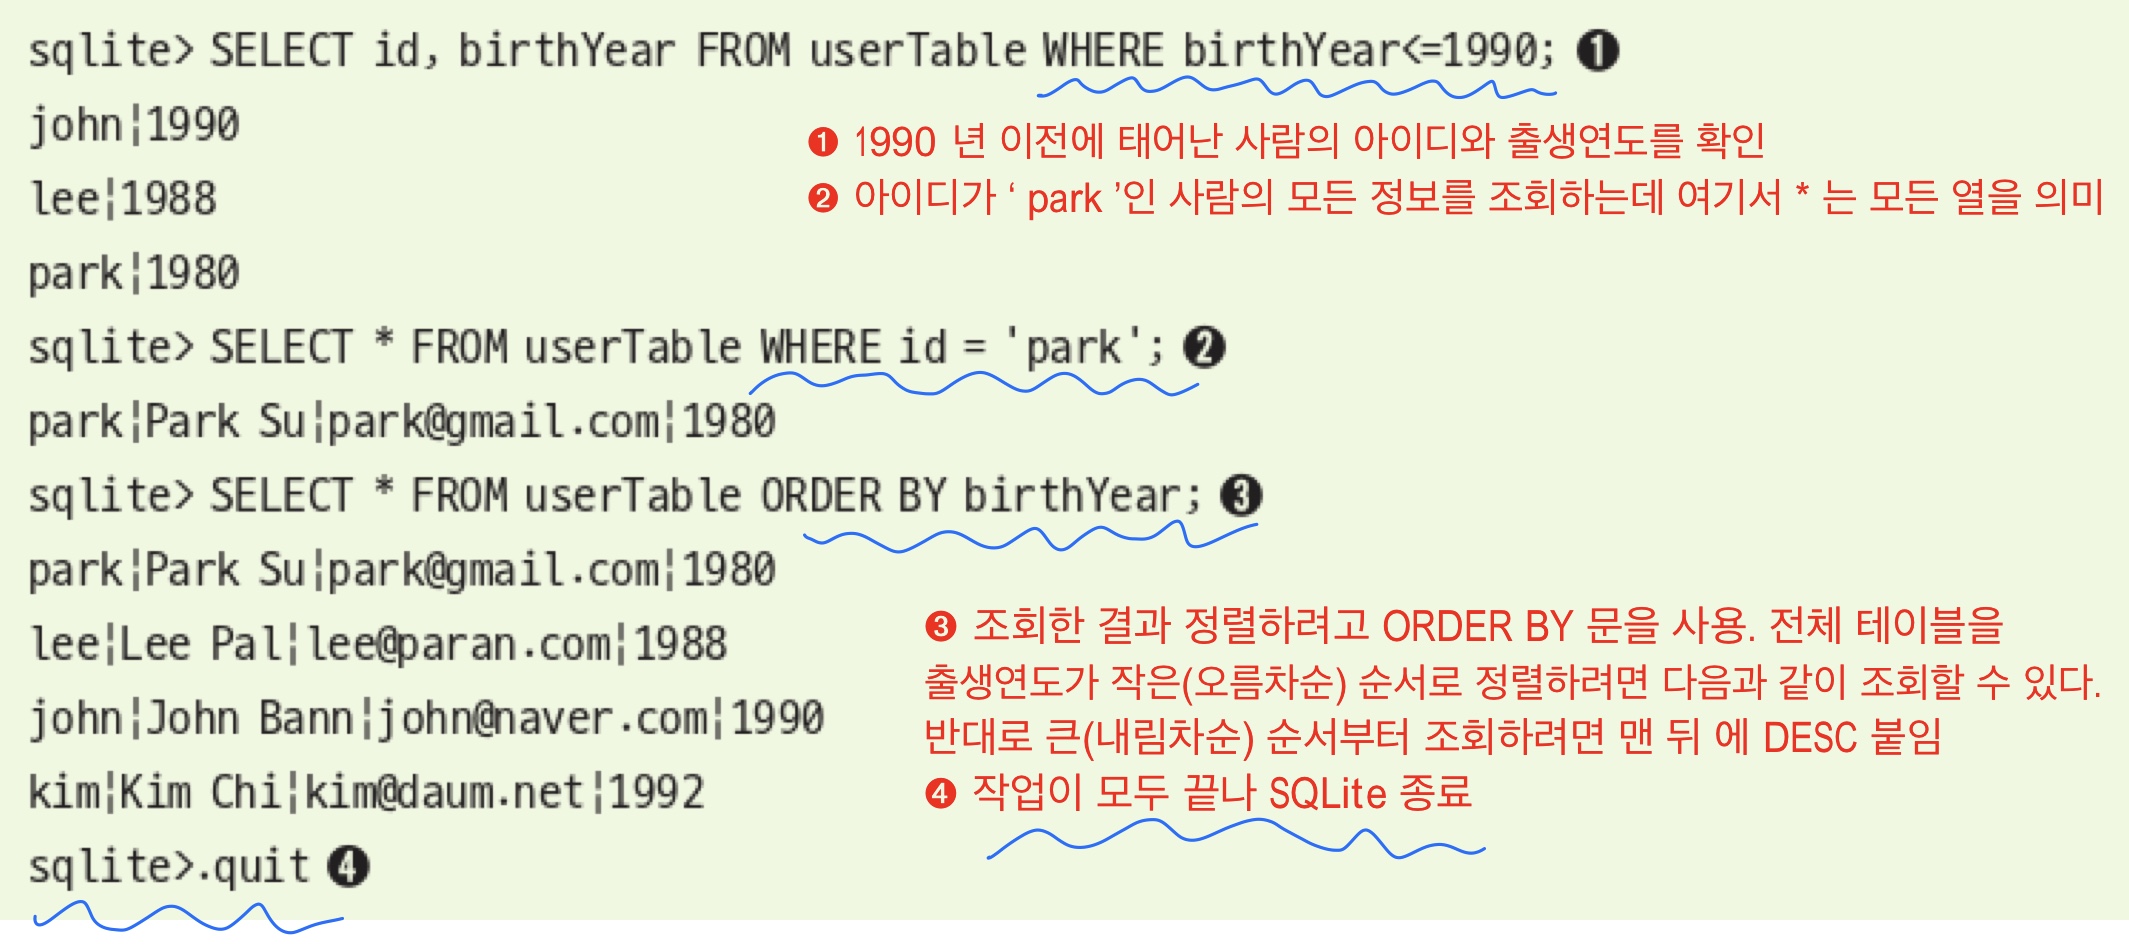 sqlite> SELECT id, birthYear FROM userTable WHERE birthYear<=1990; ❶
john¦1990
❶ 1990 년 이전에 태어난 사람의 아이디와 출생연도를 확인
lee¦1988
❷ 아이디가 ‘ park ’인 사람의 모든 정보를 조회하는데 여기서 * 는 모든 열을 의미
park¦1980
sqlite> SELECT * FROM userTable WHERE id = 'park'; ❷
park¦Park Su¦park@gmail.com¦1980
sqlite> SELECT * FROM userTable ORDER BY birthYear; ❸
park¦Park Su¦park@gmail.com¦1980
lee¦Lee Pal¦lee@paran.com¦1988
john¦John Bann¦john@naver.com¦1990
kim¦Kim Chi¦kim@daum.net¦1992
❸ 조회한 결과 정렬하려고 ORDER BY 문을 사용. 전체 테이블을
출생연도가 작은(오름차순) 순서로 정렬하려면 다음과 같이 조회할 수 있다.
반대로 큰(내림차순) 순서부터 조회하려면 맨 뒤 에 DESC 붙임
❹ 작업이 모두 끝나 SQLite 종료
sqlite>.quit ❹